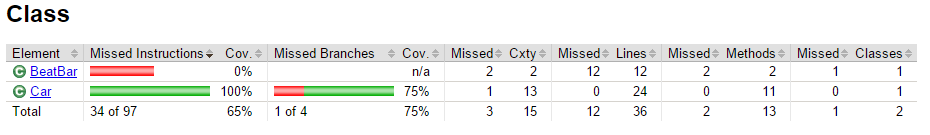 Class
Element Missed Instructions Cov. Missed Branches Cov. Missed Cxty Missed Lines Missed Methods Missed Classes
C BeatBar 0% n/a 2 2 12 12 2 2 1 1
C Car 100% 75% 1 13 0 24 0 11 0 1
Total 34 of 97 65% 1 of 4 75% 3 15 12 36 2 13 1 2